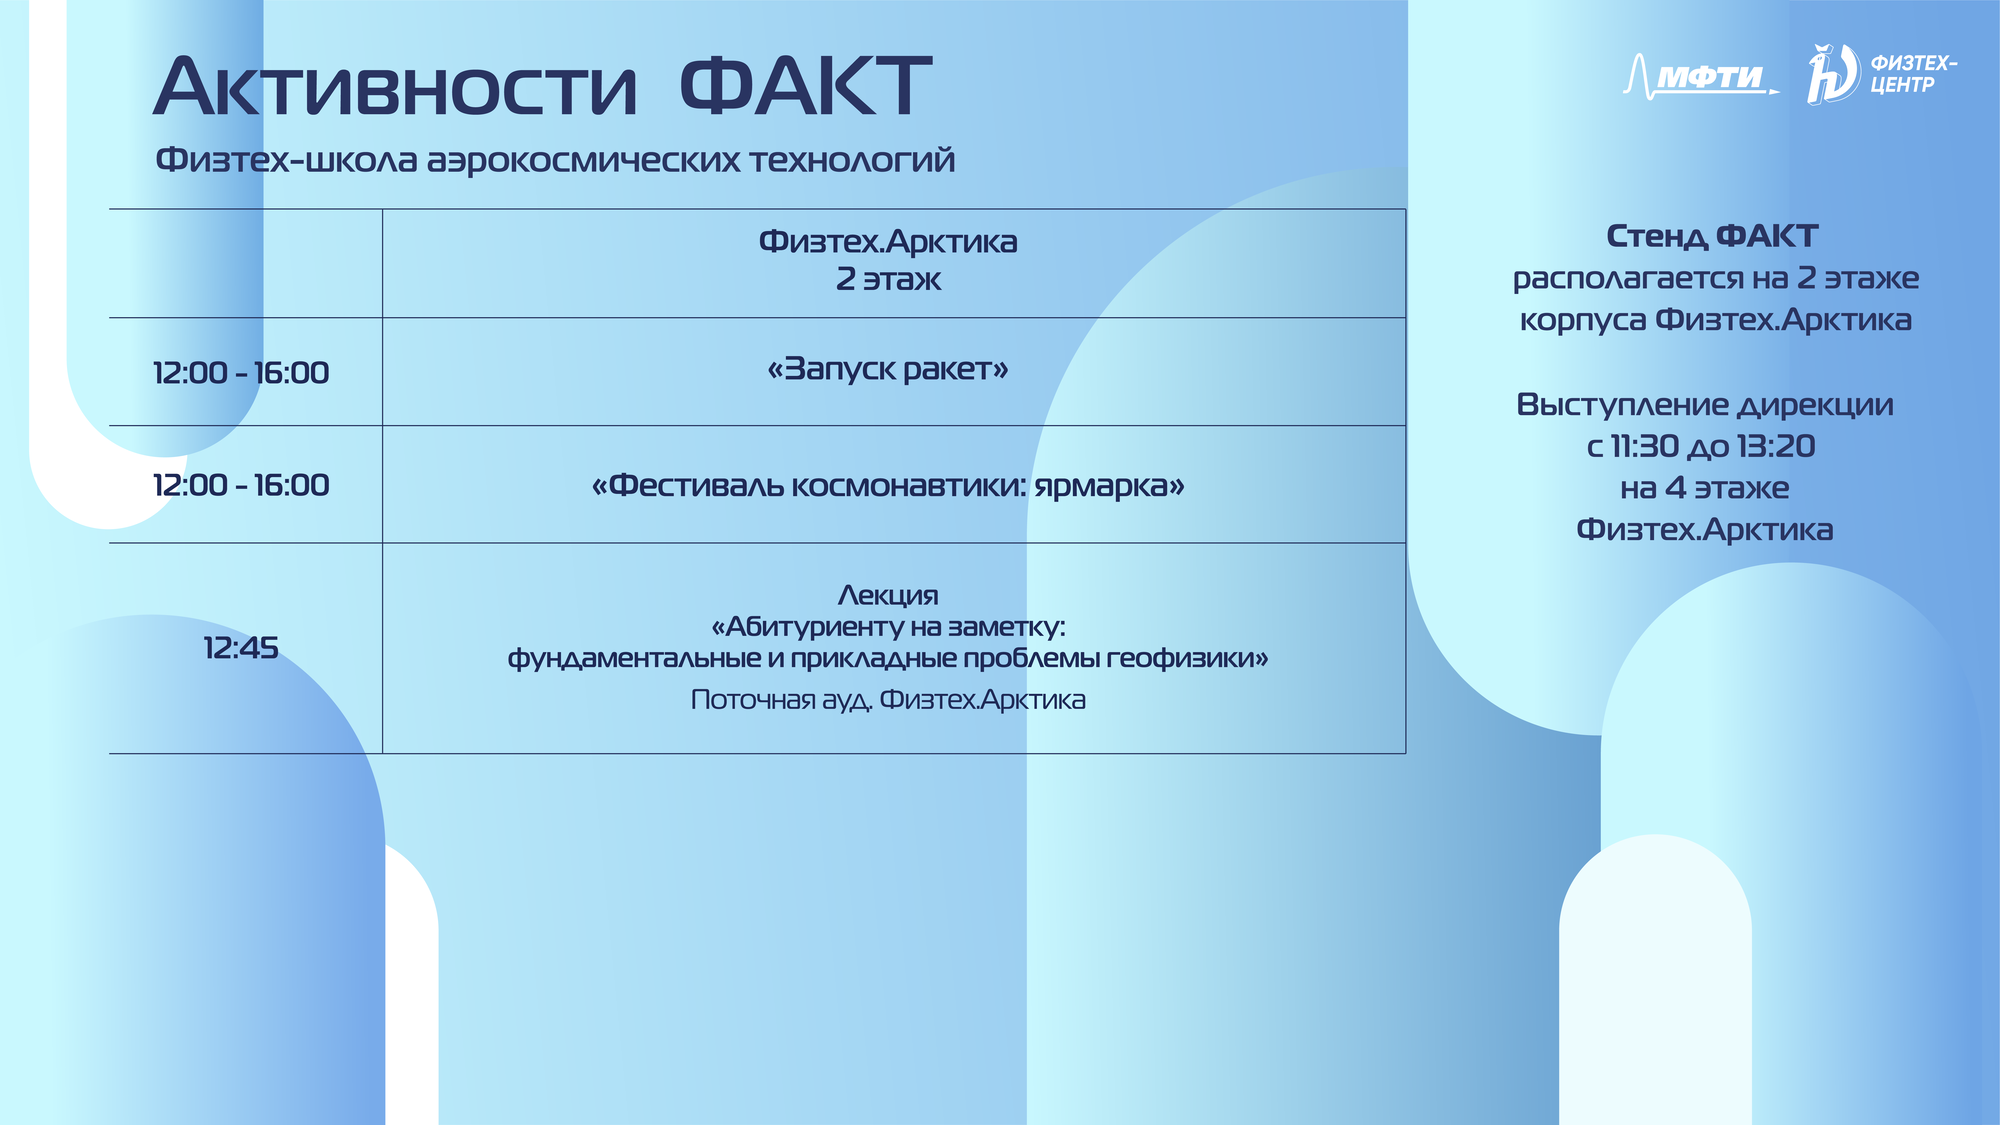 Активности ФАКТ
Физтех-школа аэрокосмических технологий
МФТИ
ФИЗТЕХ-
ЦЕНТР
Физтех.Арктика
2 этаж
12:00 - 16:00
«Запуск ракет»
12:00 - 16:00
«Фестиваль космонавтики: ярмарка»
12:45
Лекция
«Абитуриенту на заметку:
фундаментальные и прикладные проблемы геофизики»
Поточная ауд. Физтех.Арктика
Стенд ФАКТ
располагается на 2 этаже
корпуса Физтех.Арктика
Выступление дирекции
с 11:30 до 13:20
на 4 этаже
Физтех.Арктика